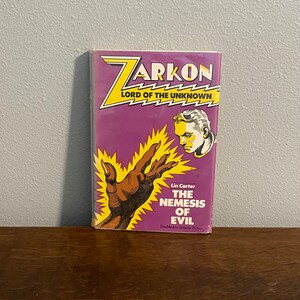 ZARKON
LORD OF THE UNKNOWN
Lin Carter
THE
NEMESIS
OF
EVIL